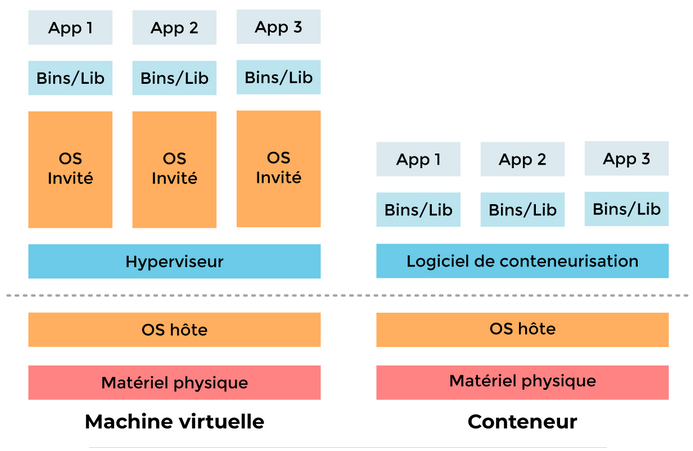 App 1
App 2
App 3
Bins/Lib
Bins/Lib
Bins/Lib
OS
Invité
OS
Invité
OS
Invité
Hyperviseur
OS hôte
Matériel physique
Machine virtuelle
App 1
App 2
App 3
Bins/Lib
Bins/Lib
Bins/Lib
Logiciel de conteneurisation
OS hôte
Matériel physique
Conteneur